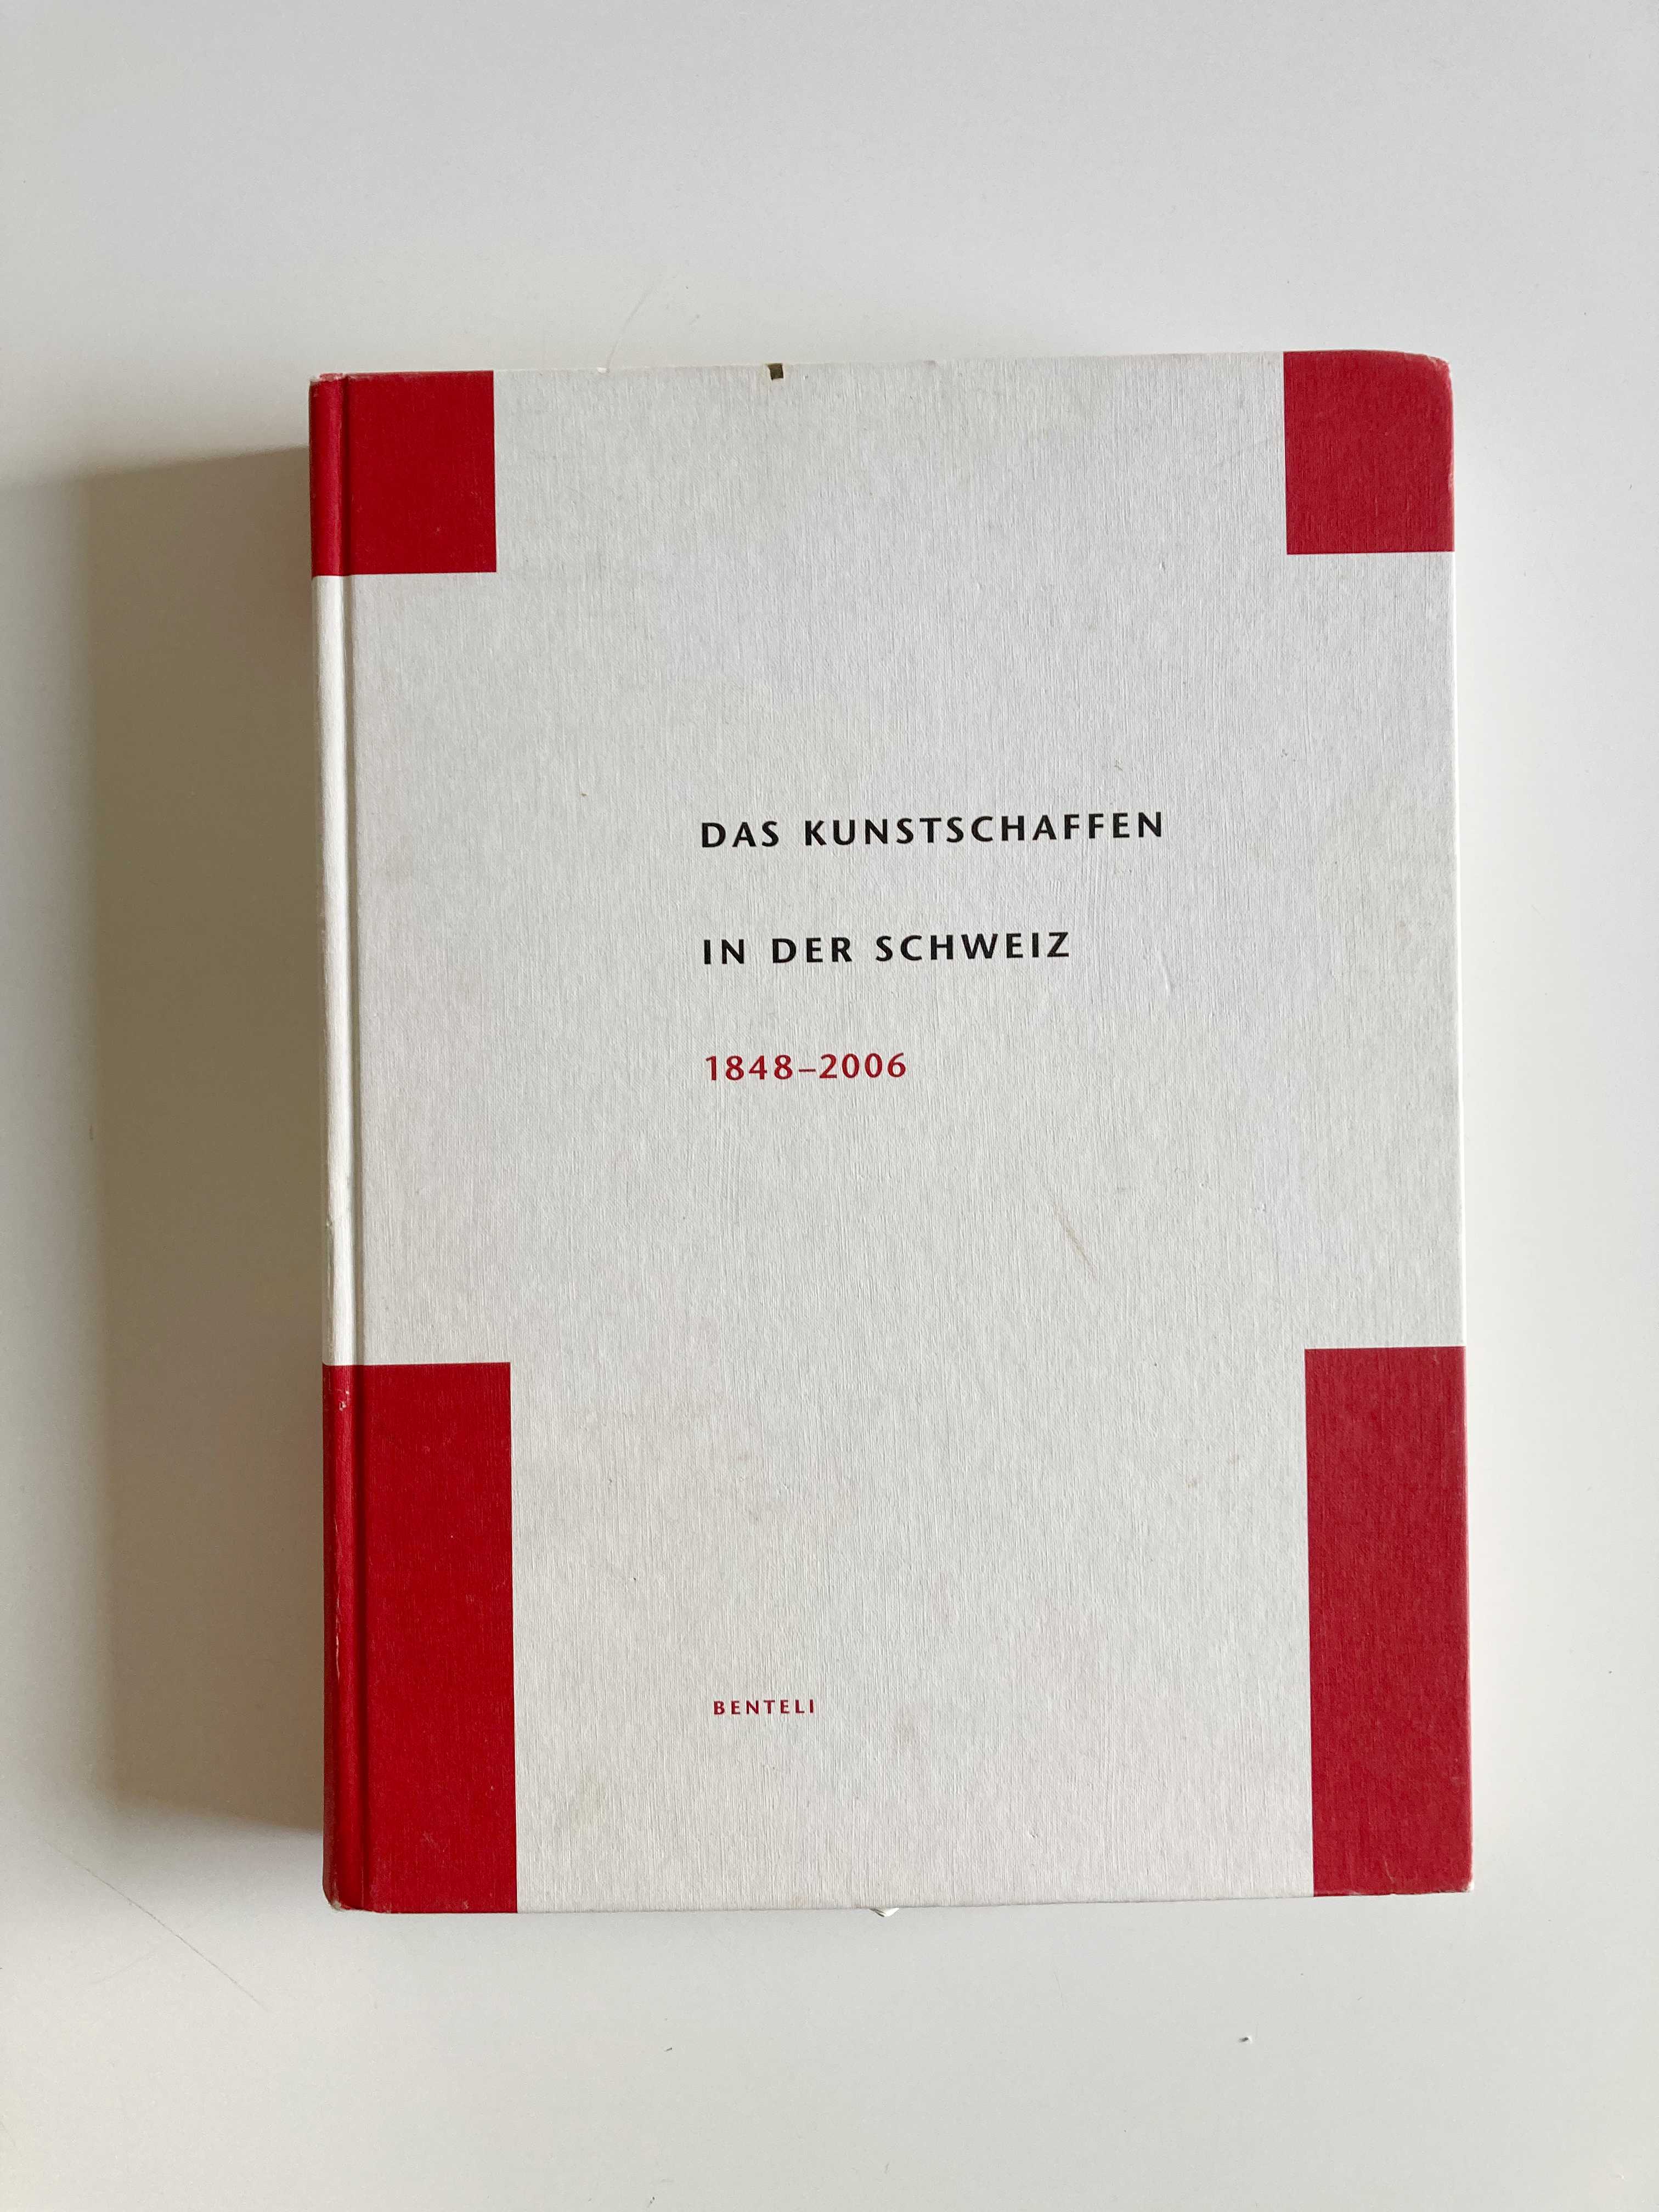 DAS KUNSTSCHAFFEN
IN DER SCHWEIZ
1848–2006
BENTELI